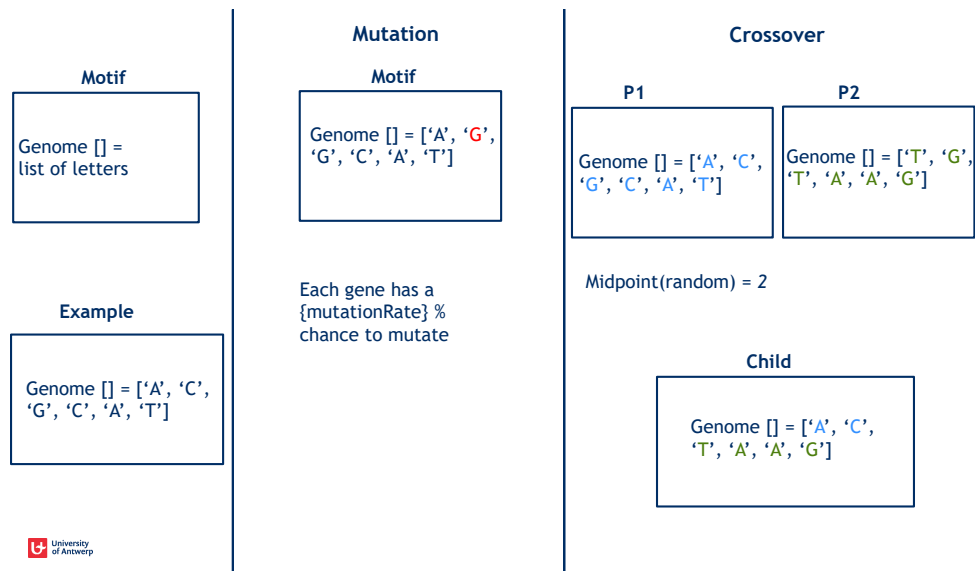 Motif
Genome [] =
list of letters
Example
Genome [] = [‘A’, ‘C’,
‘G’, ‘C’, ‘A’, ‘T’]
University
of Antwerp
Mutation
Motif
Genome [] = [‘A’, ‘G’,
‘G’, ‘C’, ‘A’, ‘T’]
Each gene has a
{mutationRate} %
chance to mutate
Crossover
P1
Genome [] = [‘A’, ‘C’,
‘G’, ‘C’, ‘A’, ‘T’]
P2
Genome [] = [‘T’, ‘G’,
‘T’, ‘A’, ‘A’, ‘G’]
Midpoint(random) = 2
Child
Genome [] = [‘A’, ‘C’,
‘T’, ‘A’, ‘A’, ‘G’]